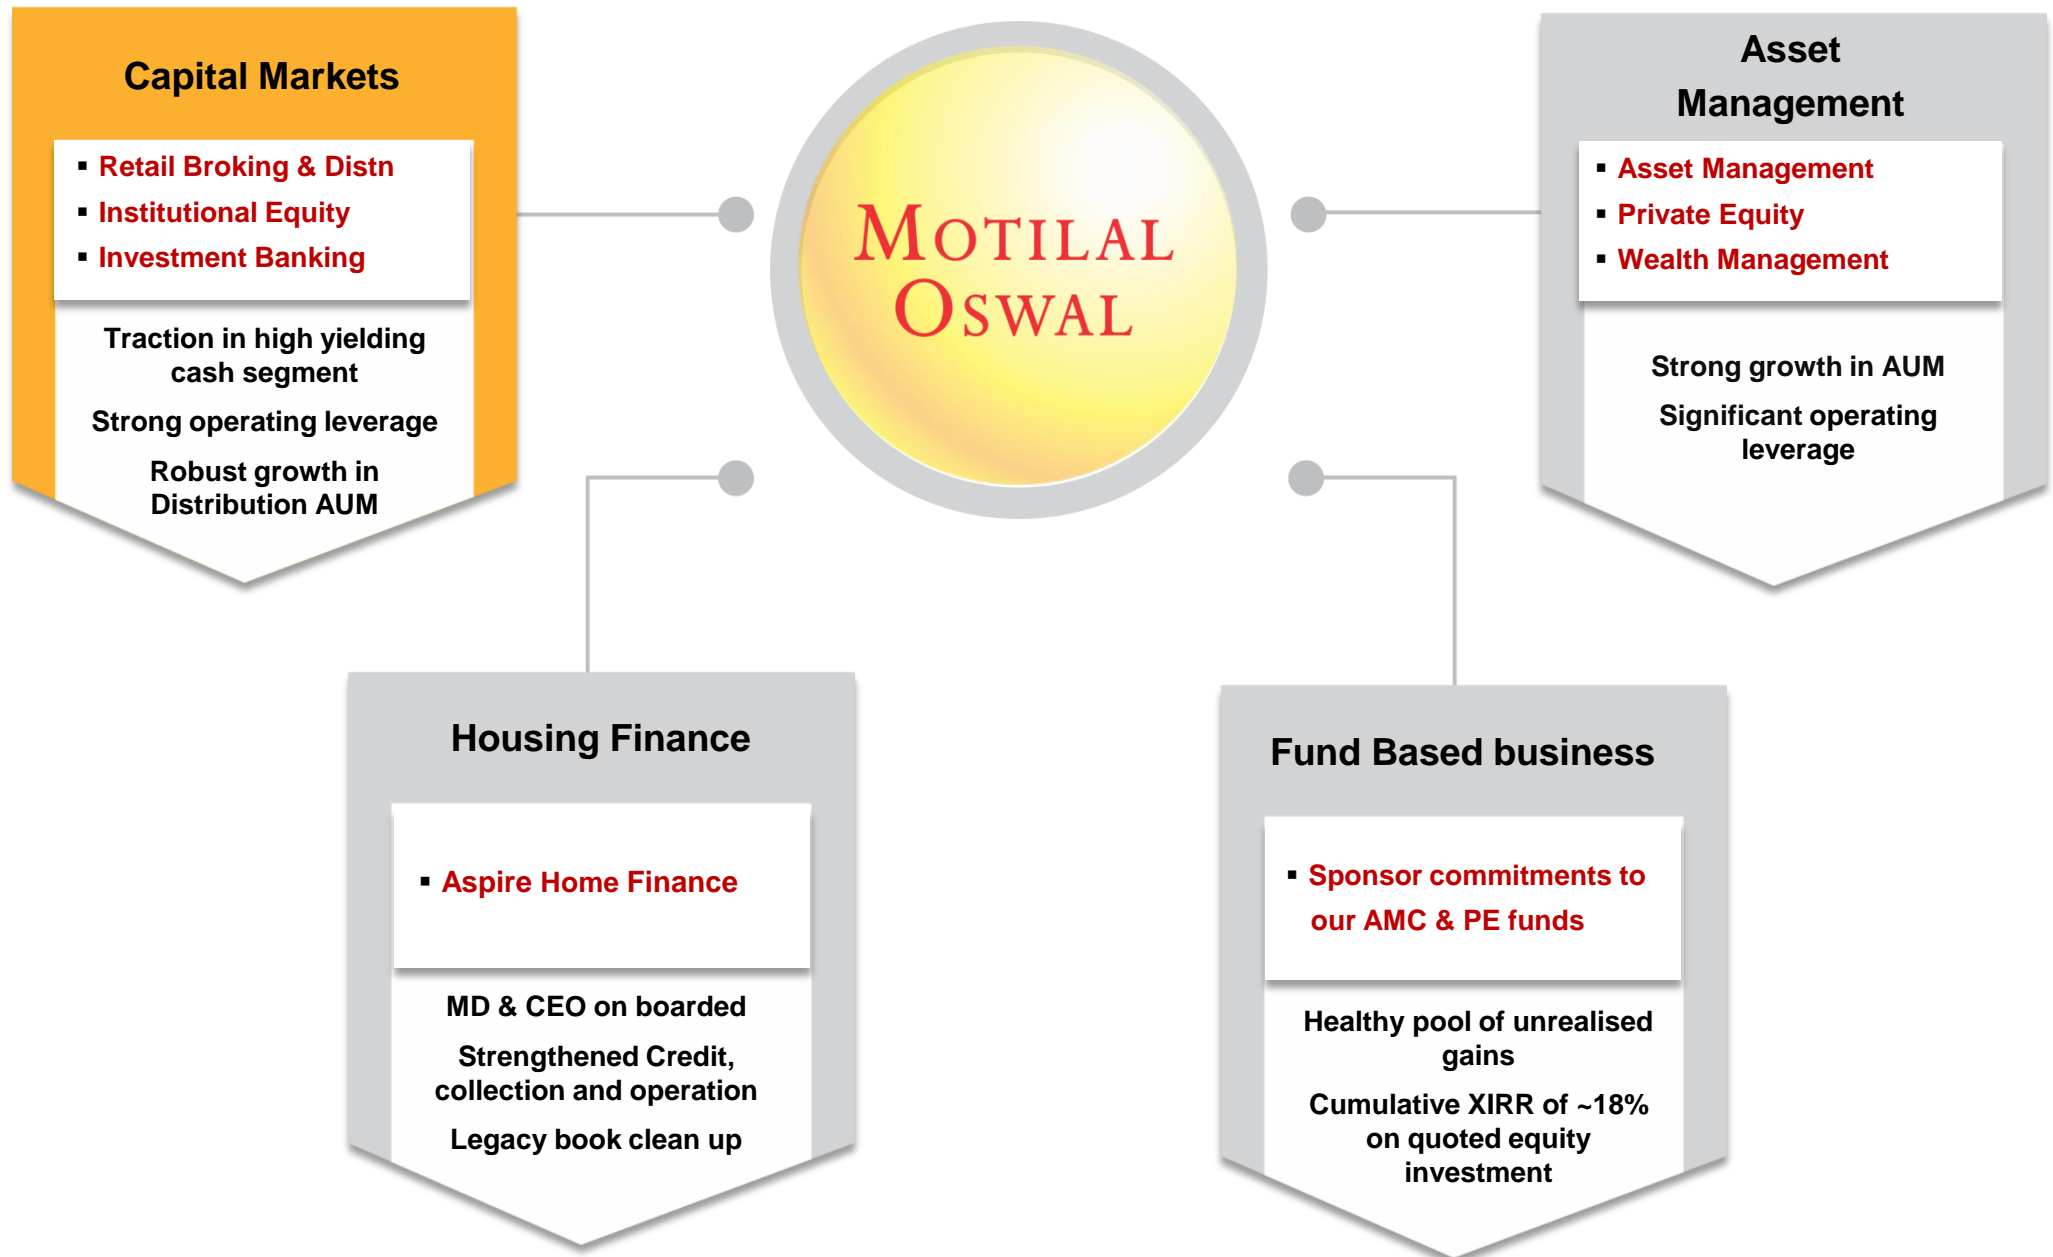 Capital Markets
▪ Retail Broking & Distn
▪ Institutional Equity
▪ Investment Banking
Traction in high yielding
cash segment
Strong operating leverage
Robust growth in
Distribution AUM
MOTILAL
OSWAL
Asset
Management
▪ Asset Management
▪ Private Equity
▪ Wealth Management
Strong growth in AUM
Significant operating
leverage
Housing Finance
▪ Aspire Home Finance
MD & CEO on boarded
Strengthened Credit,
collection and operation
Legacy book clean up
Fund Based business
▪ Sponsor commitments to
our AMC & PE funds
Healthy pool of unrealised
gains
Cumulative XIRR of ~18%
on quoted equity
investment